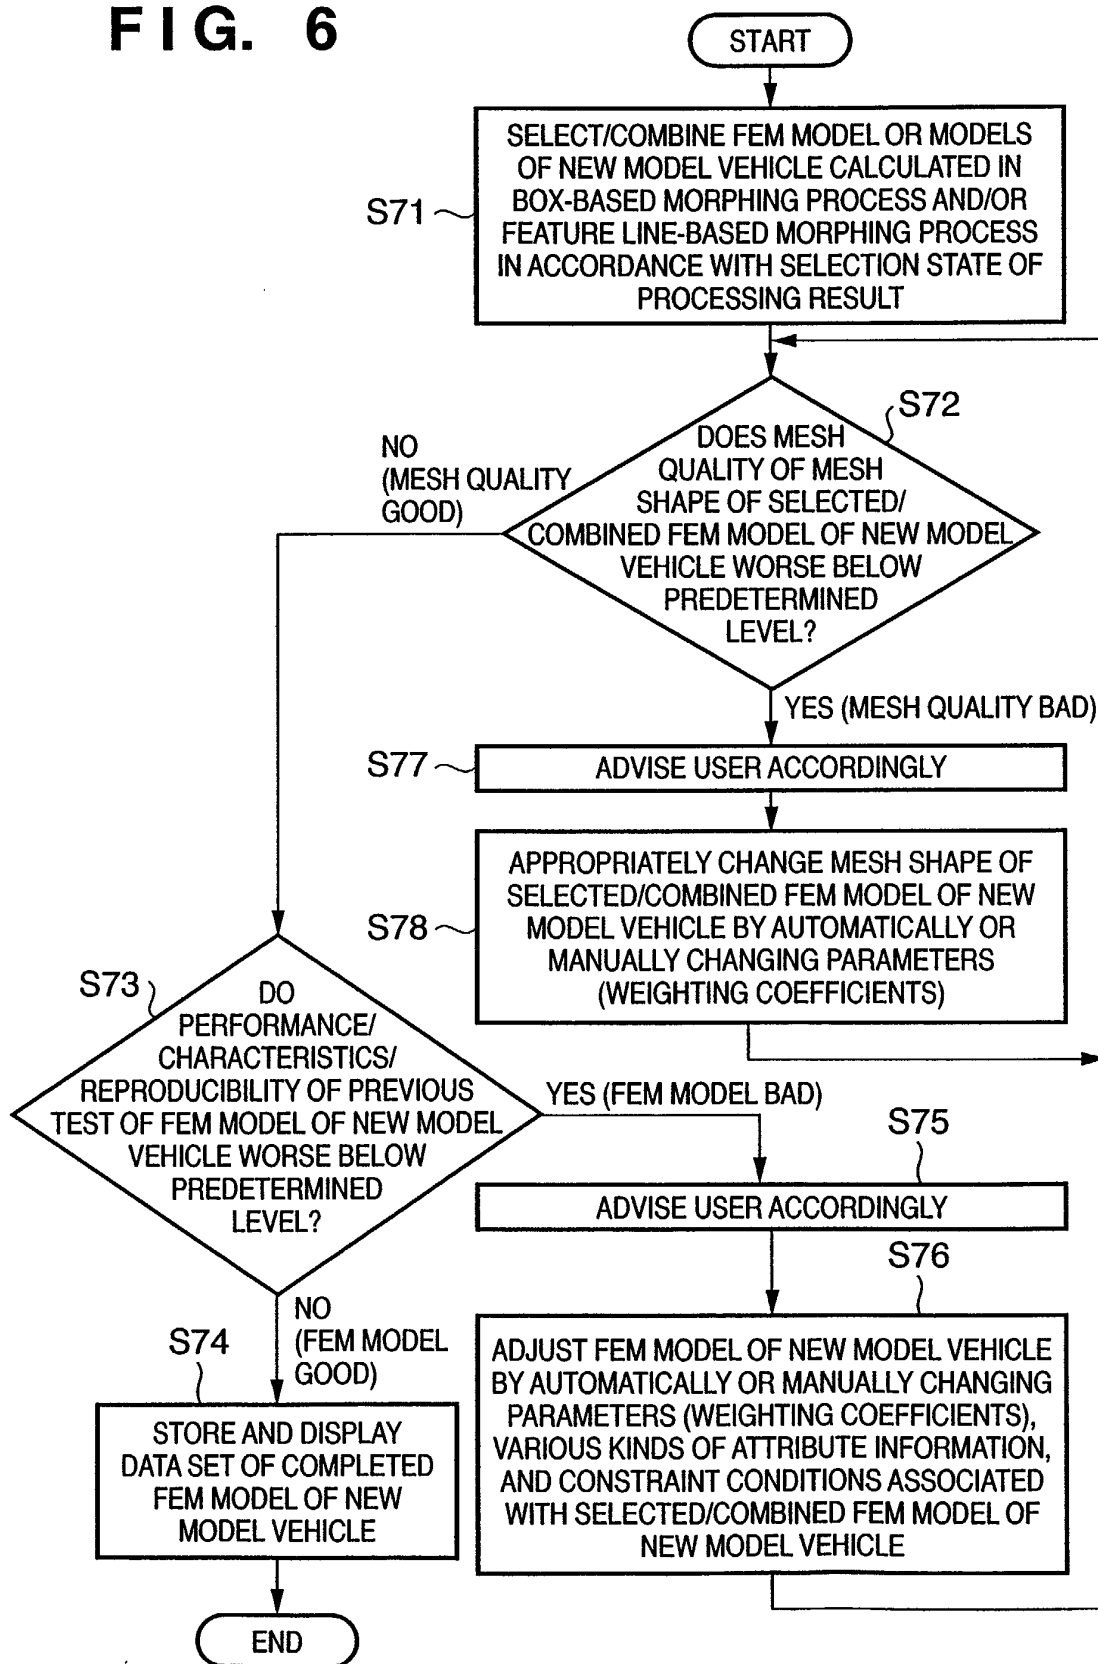 FIG. 6
START
S71
SELECT/COMBINE FEM MODEL OR MODELS
OF NEW MODEL VEHICLE CALCULATED IN
BOX-BASED MORPHING PROCESS AND/OR
FEATURE LINE-BASED MORPHING PROCESS
IN ACCORDANCE WITH SELECTION STATE OF
PROCESSING RESULT
S72
DOES MESH
QUALITY OF MESH
SHAPE OF SELECTED/
COMBINED FEM MODEL OF NEW MODEL
VEHICLE WORSE BELOW
PREDETERMINED
LEVEL?
NO
(MESH QUALITY
GOOD)
YES (MESH QUALITY BAD)
S77
ADVISE USER ACCORDINGLY
S78
APPROPRIATELY CHANGE MESH SHAPE OF
SELECTED/COMBINED FEM MODEL OF NEW
MODEL VEHICLE BY AUTOMATICALLY OR
MANUALLY CHANGING PARAMETERS
(WEIGHTING COEFFICIENTS)
S73
DO
PERFORMANCE/
CHARACTERISTICS/
REPRODUCIBILITY OF PREVIOUS
TEST OF FEM MODEL OF NEW MODEL
VEHICLE WORSE BELOW
PREDETERMINED
LEVEL?
YES (FEM MODEL BAD)
S75
ADVISE USER ACCORDINGLY
S76
ADJUST FEM MODEL OF NEW MODEL VEHICLE
BY AUTOMATICALLY OR MANUALLY CHANGING
PARAMETERS (WEIGHTING COEFFICIENTS),
VARIOUS KINDS OF ATTRIBUTE INFORMATION,
AND CONSTRAINT CONDITIONS ASSOCIATED
WITH SELECTED/COMBINED FEM MODEL OF
NEW MODEL VEHICLE
NO
(FEM MODEL
GOOD)
S74
STORE AND DISPLAY
DATA SET OF COMPLETED
FEM MODEL OF NEW
MODEL VEHICLE
END